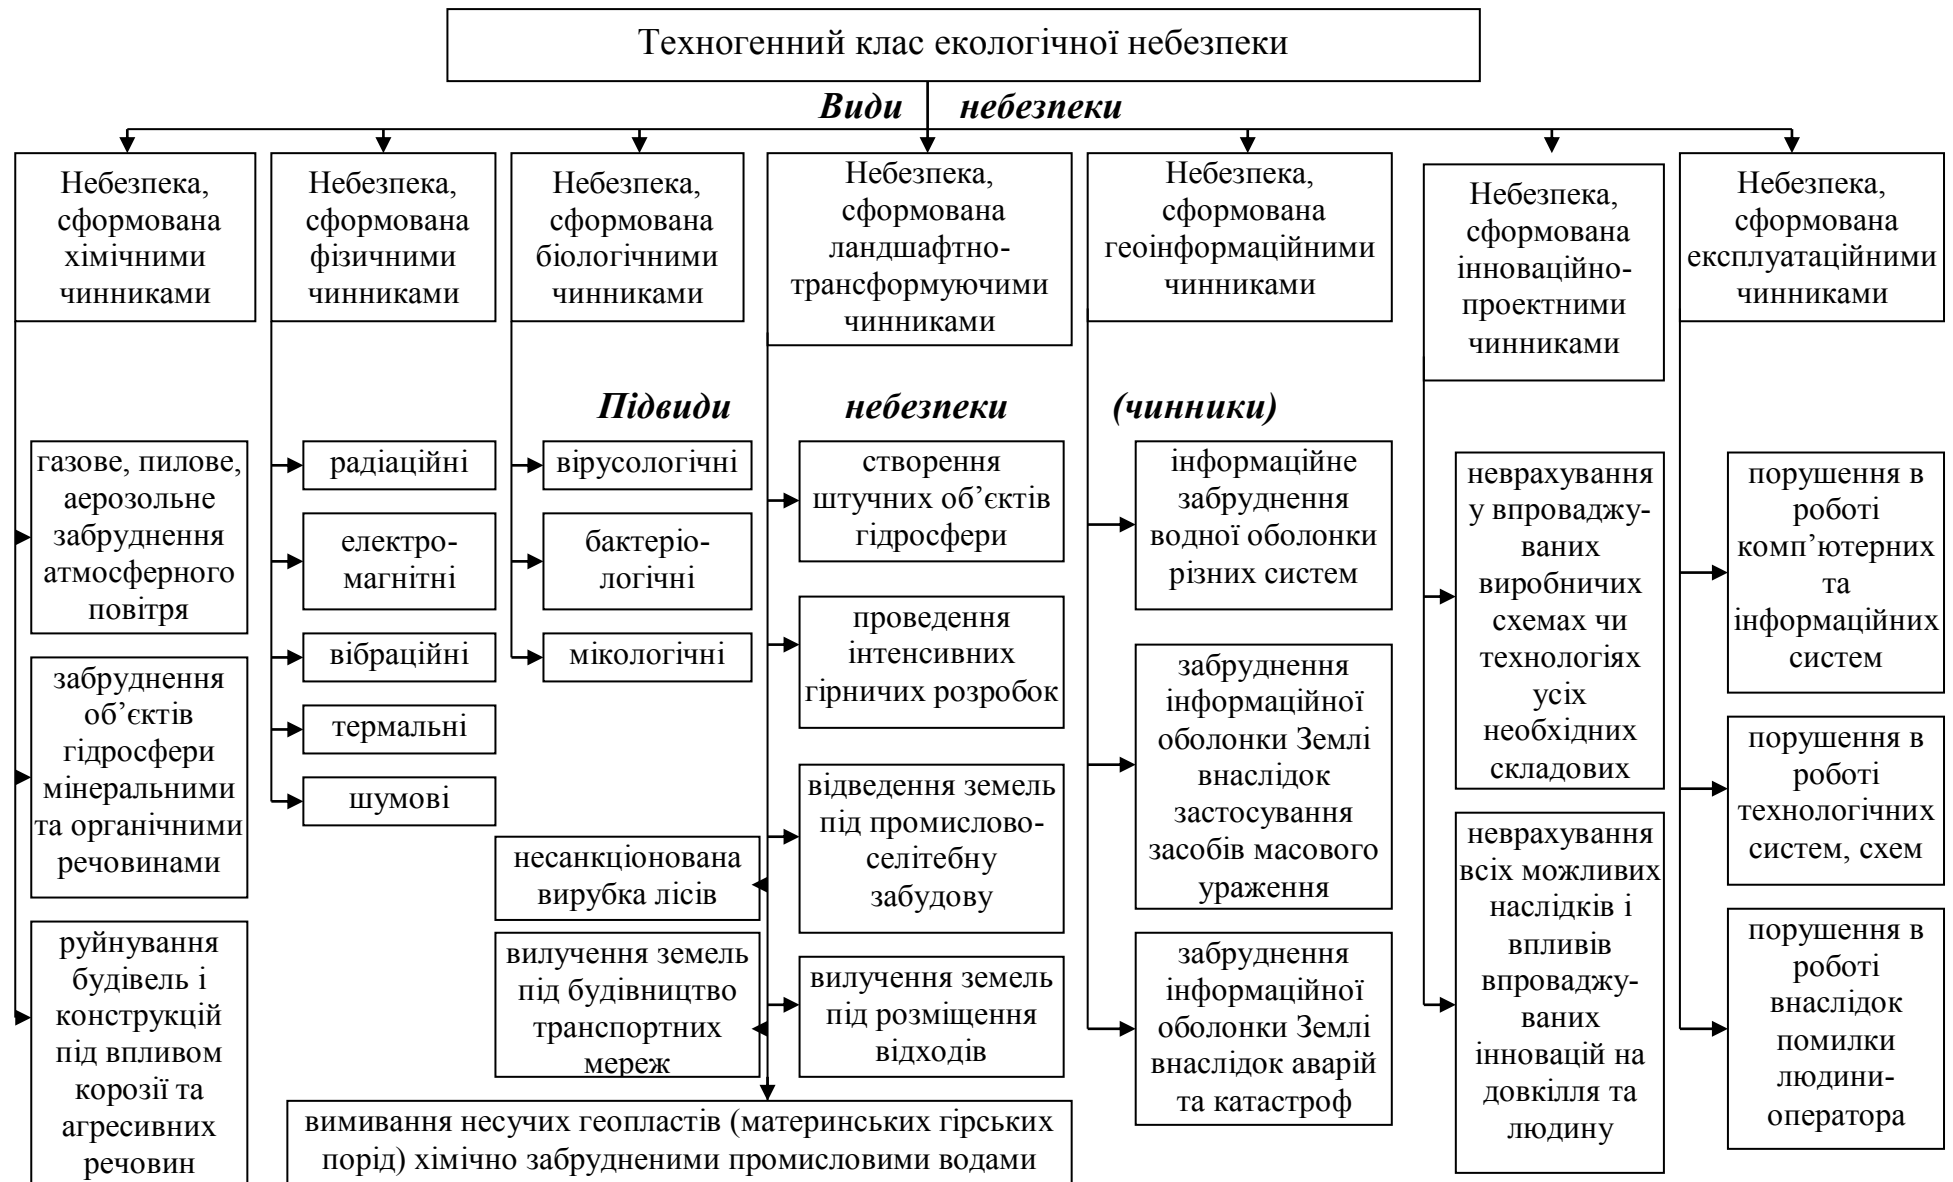 Техногенний клас екологічної небезпеки
Види небезпеки
Небезпека,
сформована
хімічними
чинниками
Небезпека,
сформована
фізичними
чинниками
Небезпека,
сформована
біологічними
чинниками
Небезпека,
сформована
ландшафтно-
трансформуючими
чинниками
Небезпека,
сформована
геоінформаційними
чинниками
Небезпека,
сформована
інноваційно-
проектними
чинниками
Небезпека,
сформована
експлуатаційними
чинниками
Підвиди небезпеки (чинники)
газове, пилове,
аерозольне
забруднення
атмосферного
повітря
забруднення
об’єктів
гідросфери
мінеральними
та органічними
речовинами
руйнування
будівель і
конструкцій
під впливом
корозії та
агресивних
речовин
радіаційні
електро-
магнітні
вібраційні
термальні
шумові
вірусологічні
бактеріо-
логічні
мікологічні
створення
штучних об’єктів
гідросфери
проведення
інтенсивних
гірничих розробок
відведення земель
під промислово-
селітебну
забудову
вилучення земель
під розміщення
відходів
несанкціонована
вирубка лісів
вилучення земель
під будівництво
транспортних
мереж
вимивання несучих геопластів (материнських гірських
порід) хімічно забрудненими промисловими водами
інформаційне
забруднення
водної оболонки
різних систем
забруднення
інформаційної
оболонки Землі
внаслідок
застосування
засобів масового
ураження
забруднення
інформаційної
оболонки Землі
внаслідок аварій
та катастроф
неврахування
у впроваджу-
ваних
виробничих
схемах чи
технологіях
усіх
необхідних
складових
неврахування
всіх можливих
наслідків і
впливів
впроваджу-
ваних
інновацій на
довкілля та
людину
порушення в
роботі
комп’ютерних
та
інформаційних
систем
порушення в
роботі
технологічних
систем, схем
порушення в
роботі
внаслідок
помилки
людини-
оператора